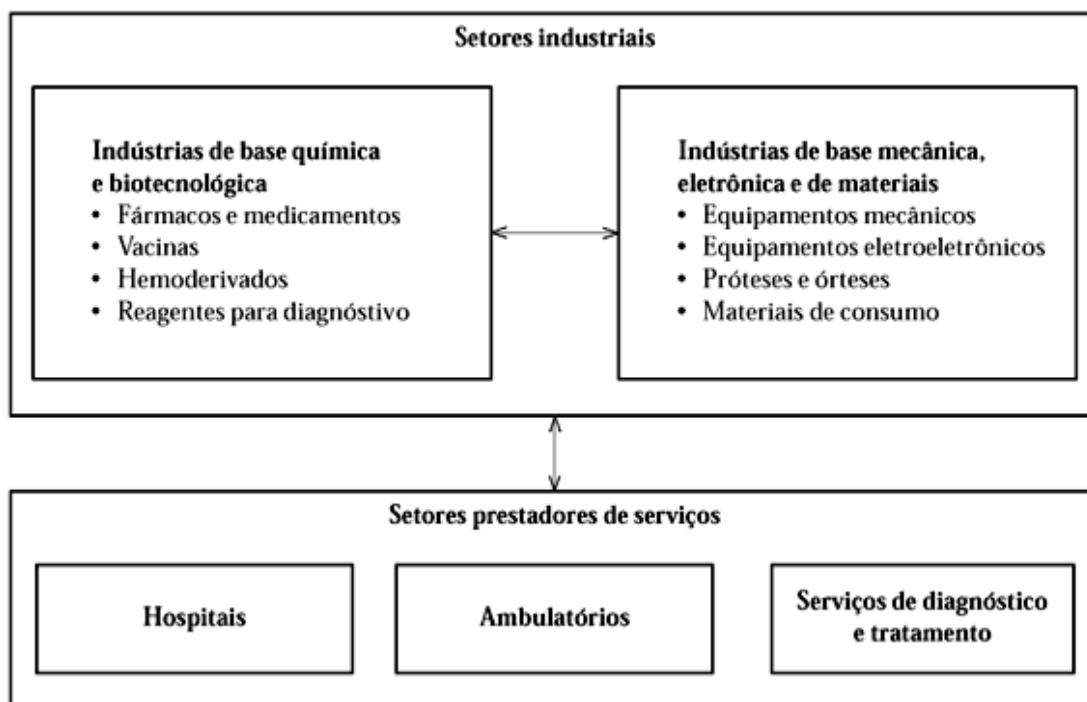 Setores industriais
Indústrias de base química
e biotecnológica
• Fármacos e medicamentos
• Vacinas
• Hemoderivados
• Reagentes para diagnóstivo
Indústrias de base mecânica,
eletrônica e de materiais
• Equipamentos mecânicos
• Equipamentos eletroeletrônicos
• Próteses e órteses
• Materiais de consumo
Setores prestadores de serviços
Hospitais
Ambulatórios
Serviços de diagnóstico
e tratamento